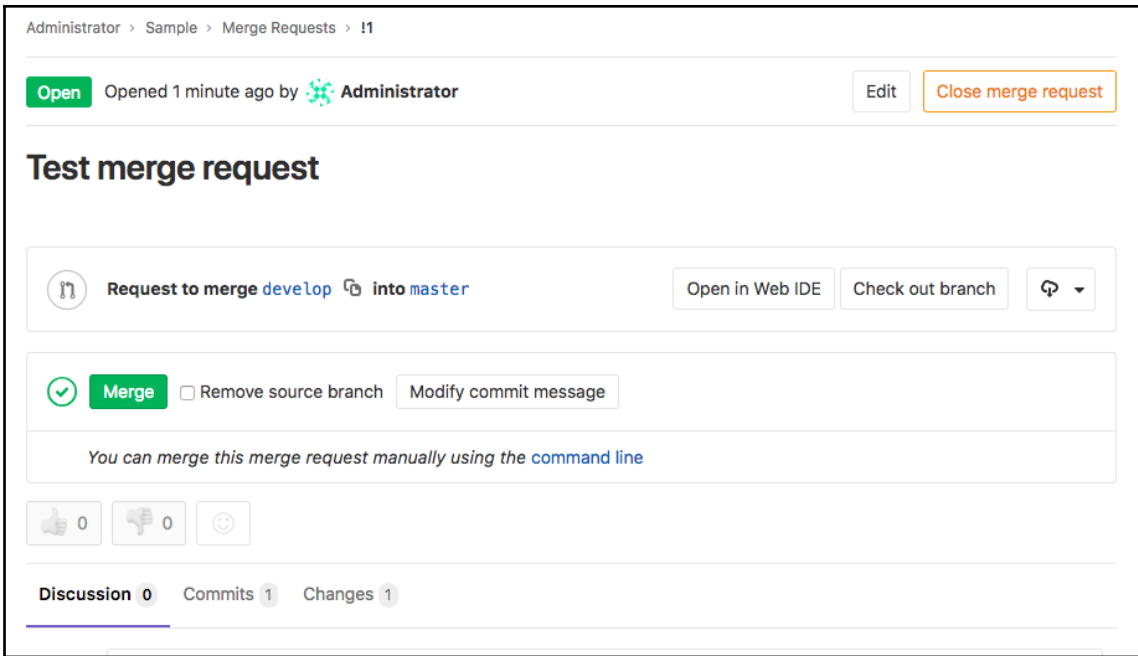 Administrator > Sample > Merge Requests > !1
Open Opened 1 minute ago by Administrator Edit Close merge request
Test merge request
Request to merge develop into master Open in Web IDE Check out branch
Merge Remove source branch Modify commit message
You can merge this merge request manually using the command line
0 0
Discussion 0 Commits 1 Changes 1